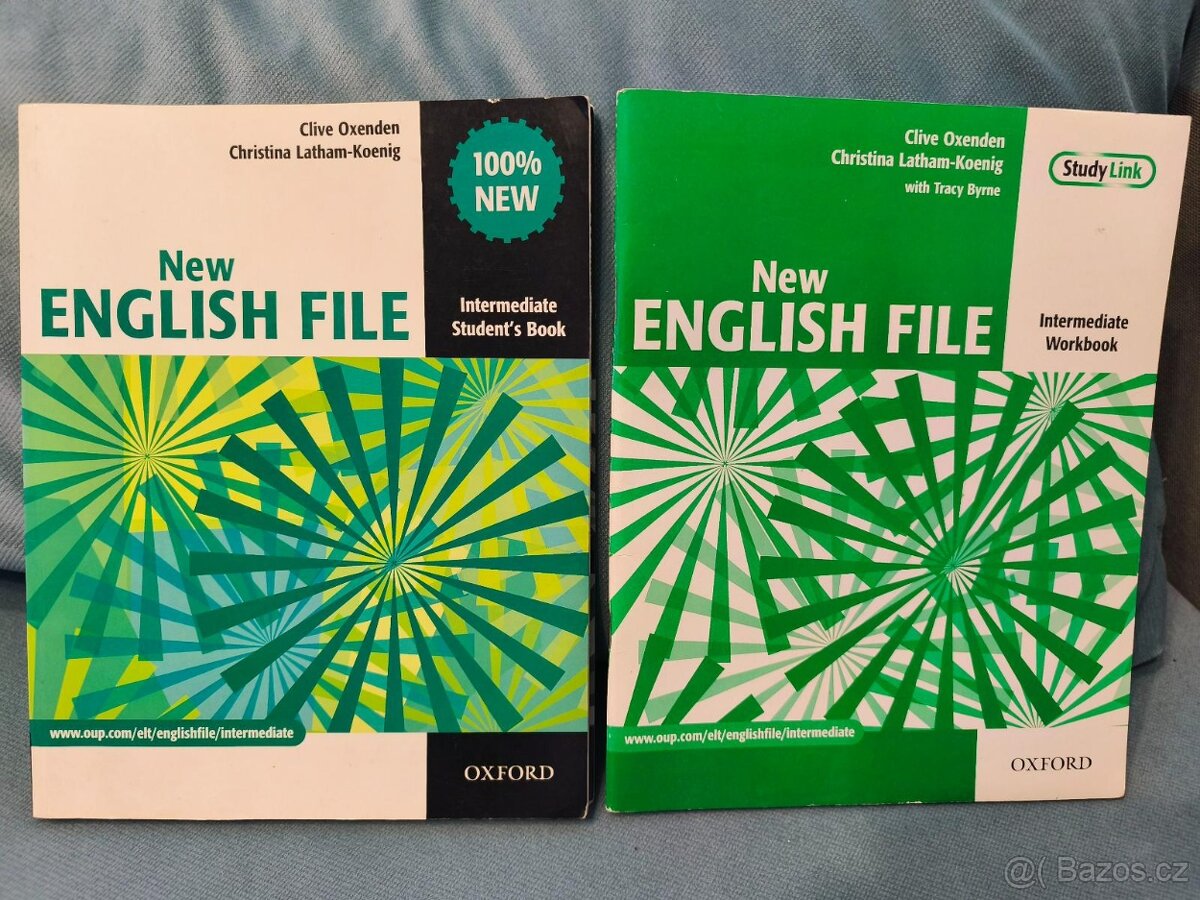 Clive Oxenden
Christina Latham-Koenig
100%
NEW
New
ENGLISH FILE
Intermediate
Student's Book
www.oup.com/elt/englishfile/intermediate
OXFORD
Clive Oxenden
Christina Latham-Koenig
with Tracy Byrne
StudyLink
New
ENGLISH FILE
Intermediate
Workbook
www.oup.com/elt/englishfile/intermediate
OXFORD
@( Bazos.cz